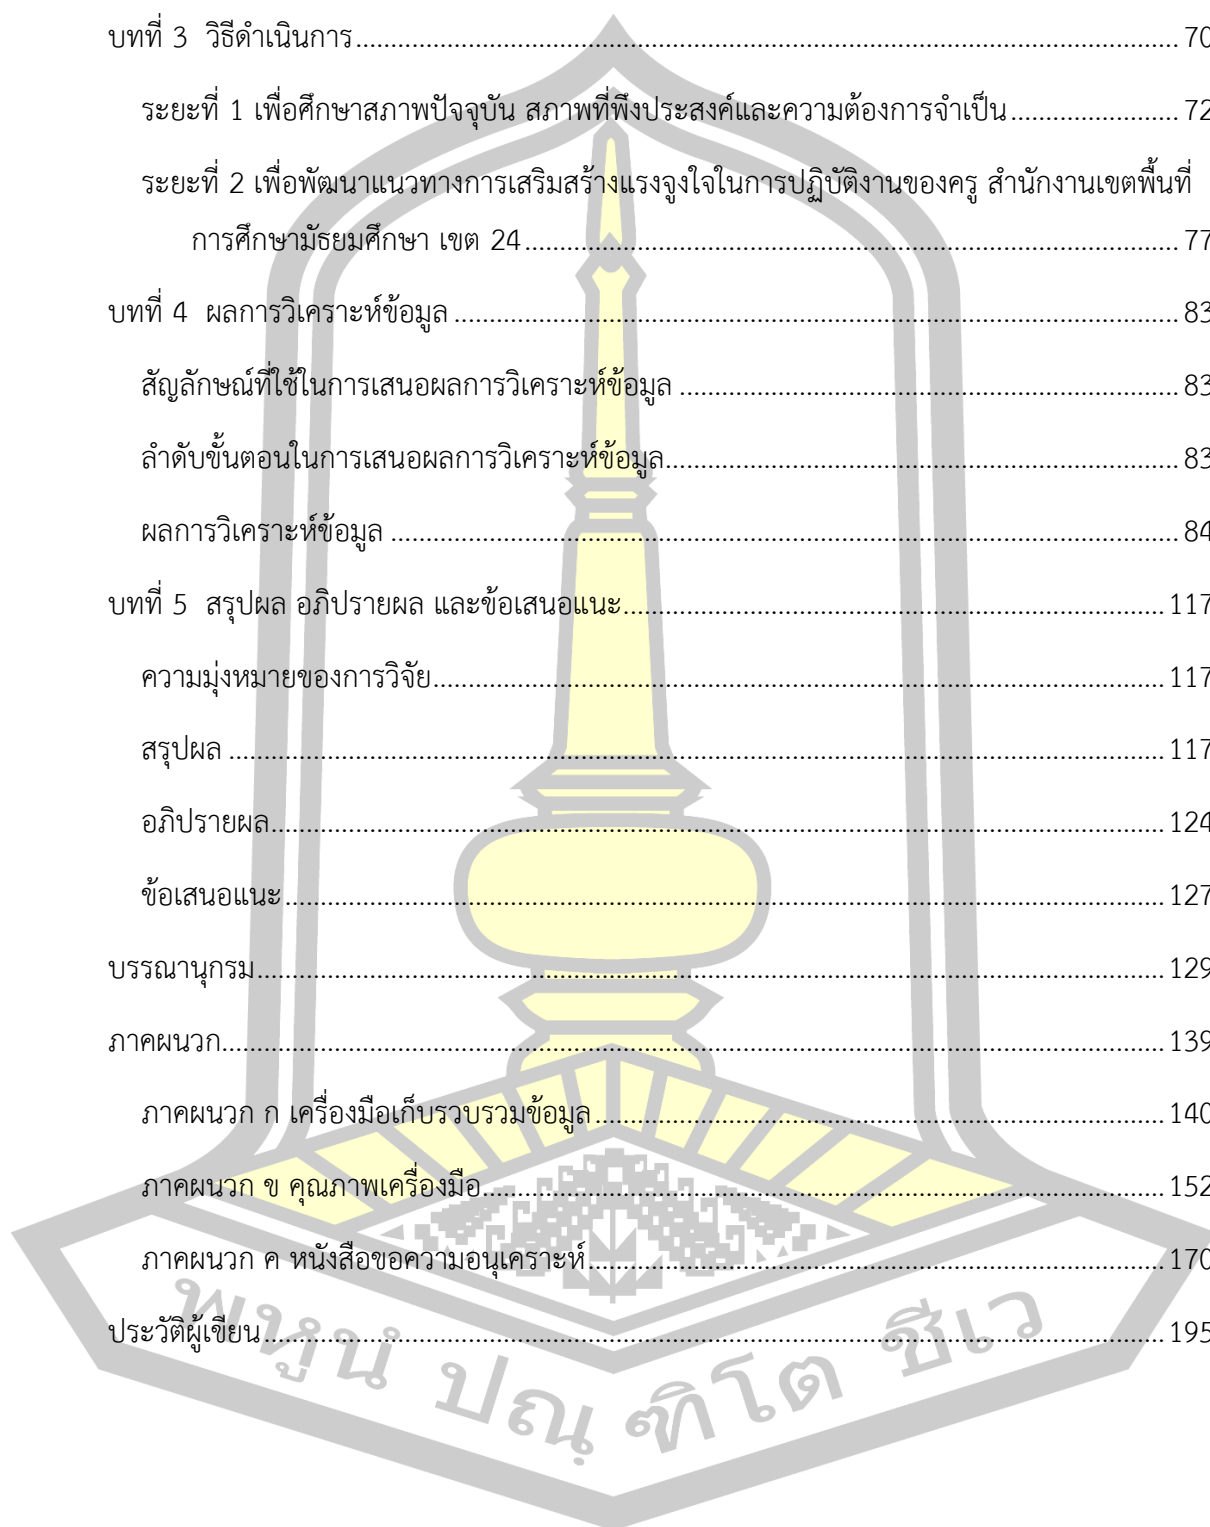 บทที่ 3  วิธีดำเนินการ.......... 70
ระยะที่ 1 เพื่อศึกษาสภาพปัจจุบัน สภาพที่พึงประสงค์และความต้องการจำเป็น.......... 72
ระยะที่ 2 เพื่อพัฒนาแนวทางการเสริมสร้างแรงจูงใจในการปฏิบัติงานของครู สำนักงานเขตพื้นที่
การศึกษามัธยมศึกษา เขต 24.......... 77
บทที่ 4  ผลการวิเคราะห์ข้อมูล.......... 83
สัญลักษณ์ที่ใช้ในการเสนอผลการวิเคราะห์ข้อมูล.......... 83
ลำดับขั้นตอนในการเสนอผลการวิเคราะห์ข้อมูล.......... 83
ผลการวิเคราะห์ข้อมูล.......... 84
บทที่ 5  สรุปผล อภิปรายผล และข้อเสนอแนะ.......... 117
ความมุ่งหมายของการวิจัย.......... 117
สรุปผล.......... 117
อภิปรายผล.......... 124
ข้อเสนอแนะ.......... 127
บรรณานุกรม.......... 129
ภาคผนวก.......... 139
ภาคผนวก ก เครื่องมือเก็บรวบรวมข้อมูล.......... 140
ภาคผนวก ข คุณภาพเครื่องมือ.......... 152
ภาคผนวก ค หนังสือขอความอนุเคราะห์.......... 170
ประวัติผู้เขียน.......... 195
พหูนํ ปณฺฑิโต ชีเว